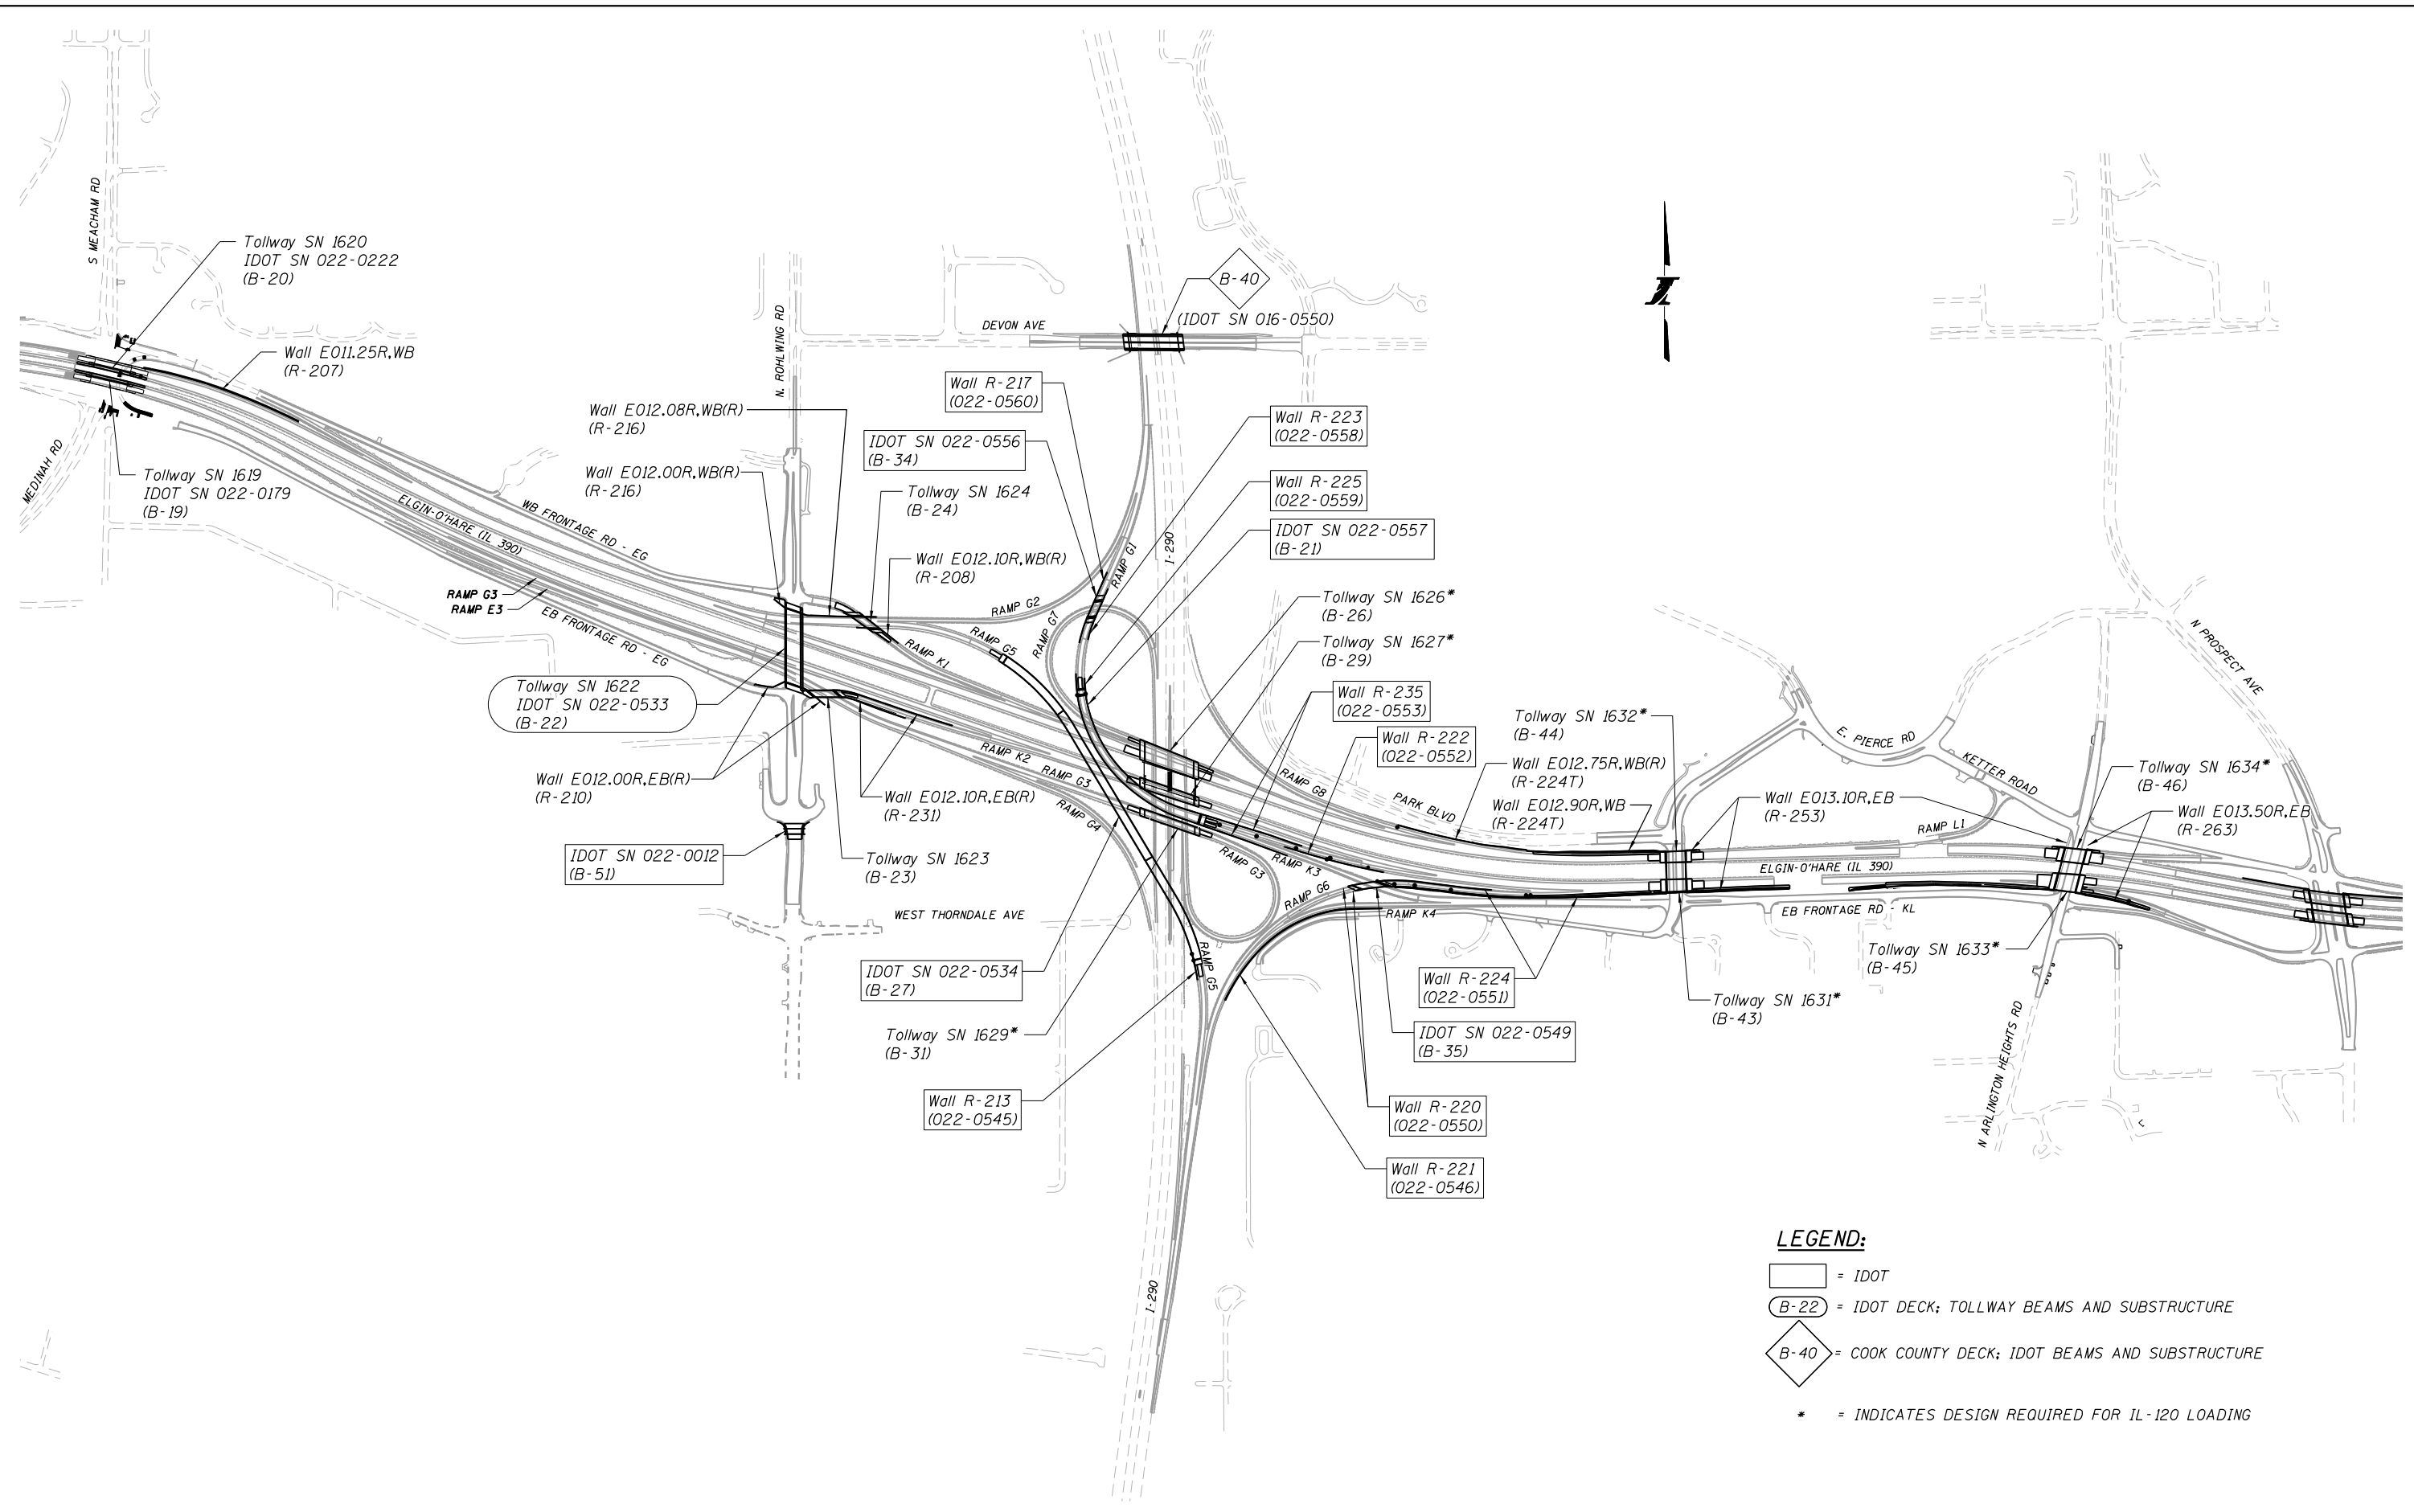 S MEACHAM RD
Tollway SN 1620
IDOT SN 022-0222
(B-20)
Wall E011.25R,WB
(R-207)
MEDINAH RD
Tollway SN 1619
IDOT SN 022-0179
(B-19)
N. ROHLWING RD
DEVON AVE
B-40
(IDOT SN 016-0550)
Wall E012.08R,WB(R)
(R-216)
Wall E012.00R,WB(R)
(R-216)
Wall R-217
(022-0560)
IDOT SN 022-0556
(B-34)
Tollway SN 1624
(B-24)
Wall E012.10R,WB(R)
(R-208)
Wall R-223
(022-0558)
Wall R-225
(022-0559)
IDOT SN 022-0557
(B-21)
I-290
RAMP G1
ELGIN-O'HARE (IL 390)
WB FRONTAGE RD - EG
RAMP G3
RAMP E3
EB FRONTAGE RD - EG
RAMP G2
RAMP G7
RAMP G5
RAMP K1
Tollway SN 1626*
(B-26)
Tollway SN 1627*
(B-29)
Wall R-235
(022-0553)
Wall R-222
(022-0552)
Tollway SN 1622
IDOT SN 022-0533
(B-22)
Wall E012.00R,EB(R)
(R-210)
Wall E012.10R,EB(R)
(R-231)
IDOT SN 022-0012
(B-51)
Tollway SN 1623
(B-23)
RAMP K2
RAMP G3
RAMP G4
RAMP G8
PARK BLVD
Tollway SN 1632*
(B-44)
Wall E012.75R,WB(R)
(R-224T)
Wall E012.90R,WB
(R-224T)
Wall E013.10R,EB
(R-253)
E. PIERCE RD
KETTER ROAD
N PROSPECT AVE
Tollway SN 1634*
(B-46)
Wall E013.50R,EB
(R-263)
RAMP L1
ELGIN-O'HARE (IL 390)
EB FRONTAGE RD - KL
RAMP G3
RAMP K3
RAMP G6
RAMP K4
WEST THORNDALE AVE
RAMP G5
IDOT SN 022-0534
(B-27)
Tollway SN 1629*
(B-31)
Wall R-213
(022-0545)
Wall R-224
(022-0551)
IDOT SN 022-0549
(B-35)
Wall R-220
(022-0550)
Wall R-221
(022-0546)
Tollway SN 1631*
(B-43)
Tollway SN 1633*
(B-45)
N ARLINGTON HEIGHTS RD
I-290
LEGEND:
= IDOT
B-22 = IDOT DECK; TOLLWAY BEAMS AND SUBSTRUCTURE
B-40 = COOK COUNTY DECK; IDOT BEAMS AND SUBSTRUCTURE
* = INDICATES DESIGN REQUIRED FOR IL-120 LOADING